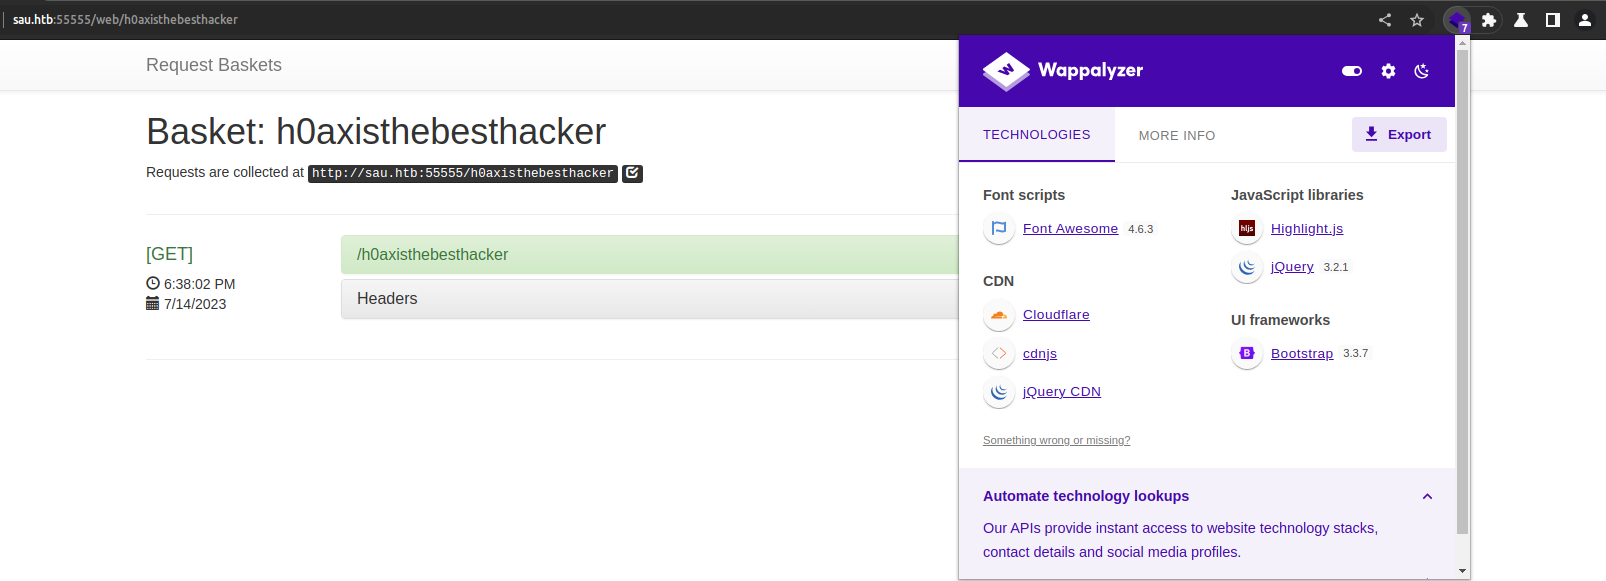 sau.htb:55555/web/h0axisthebesthacker
7
Request Baskets
Basket: h0axisthebesthacker
Requests are collected at http://sau.htb:55555/h0axisthebesthacker
[GET]
6:38:02 PM
7/14/2023
/h0axisthebesthacker
Headers
W Wappalyzer
TECHNOLOGIES
MORE INFO
Export
Font scripts
Font Awesome 4.6.3
CDN
Cloudflare
cdnjs
jQuery CDN
JavaScript libraries
hljs Highlight.js
jQuery 3.2.1
UI frameworks
B Bootstrap 3.3.7
Something wrong or missing?
Automate technology lookups
Our APIs provide instant access to website technology stacks,
contact details and social media profiles.